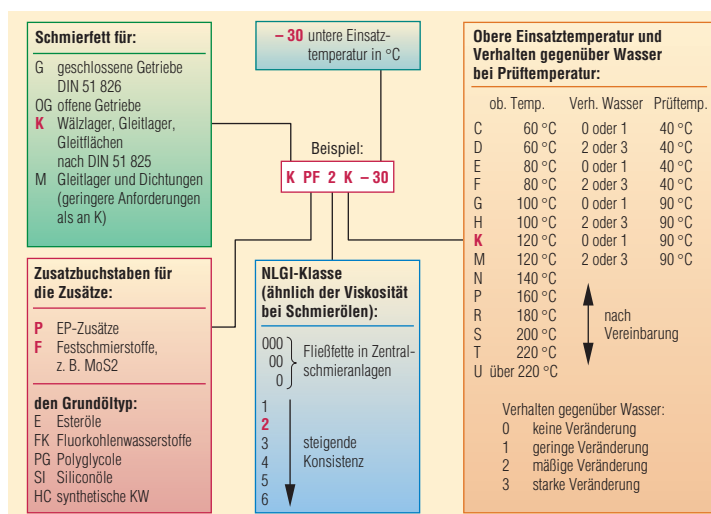 Schmierfett für:
G geschlossene Getriebe
DIN 51 826
OG offene Getriebe
K Wälzlager, Gleitlager,
Gleitflächen
nach DIN 51 825
M Gleitlager und Dichtungen
(geringere Anforderungen
als an K)
– 30 untere Einsatz-
temperatur in °C
Beispiel:
K PF 2 K – 30
Zusatzbuchstaben für
die Zusätze:
P EP-Zusätze
F Festschmierstoffe,
z. B. MoS2
den Grundöltyp:
E Esteröle
FK Fluorkohlenwasserstoffe
PG Polyglycole
SI Siliconöle
HC synthetische KW
NLGI-Klasse
(ähnlich der Viskosität
bei Schmierölen):
000
00
0
Fließfette in Zentral-
schmieranlagen
1
2
3 steigende
4 Konsistenz
5
6
Obere Einsatztemperatur und
Verhalten gegenüber Wasser
bei Prüftemperatur:
ob. Temp. Verh. Wasser Prüftemp.
C 60 °C 0 oder 1 40 °C
D 60 °C 2 oder 3 40 °C
E 80 °C 0 oder 1 40 °C
F 80 °C 2 oder 3 40 °C
G 100 °C 0 oder 1 90 °C
H 100 °C 2 oder 3 90 °C
K 120 °C 0 oder 1 90 °C
M 120 °C 2 oder 3 90 °C
N 140 °C
P 160 °C
R 180 °C nach
S 200 °C Vereinbarung
T 220 °C
U über 220 °C
Verhalten gegenüber Wasser:
0 keine Veränderung
1 geringe Veränderung
2 mäßige Veränderung
3 starke Veränderung